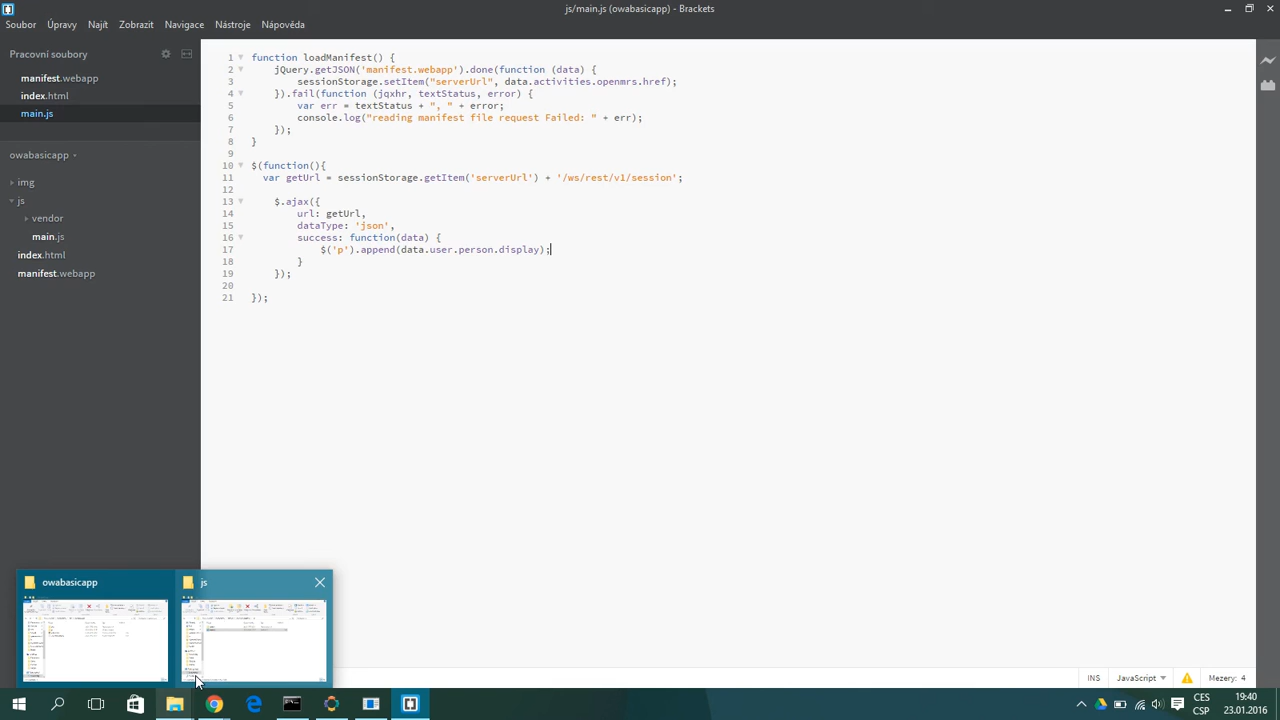 js/main.js (owabasicapp) - Brackets
Soubor Úpravy Najít Zobrazit Navigace Nástroje Nápověda
Pracovní soubory
manifest.webapp
index.html
main.js
owabasicapp
img
js
vendor
main.js
index.html
manifest.webapp
1 function loadManifest() {
2 jQuery.getJSON('manifest.webapp').done(function (data) {
3 sessionStorage.setItem("serverUrl", data.activities.openmrs.href);
4 }).fail(function (jqxhr, textStatus, error) {
5 var err = textStatus + ", " + error;
6 console.log("reading manifest file request Failed: " + err);
7 });
8 }
9
10 $(function(){
11 var getUrl = sessionStorage.getItem('serverUrl') + '/ws/rest/v1/session';
12
13 $.ajax({
14 url: getUrl,
15 dataType: 'json',
16 success: function(data) {
17 $('p').append(data.user.person.display);
18 }
19 });
20
21 });
owabasicapp
js
INS JavaScript Mezery: 4
CES 19:40
CSP 23.01.2016